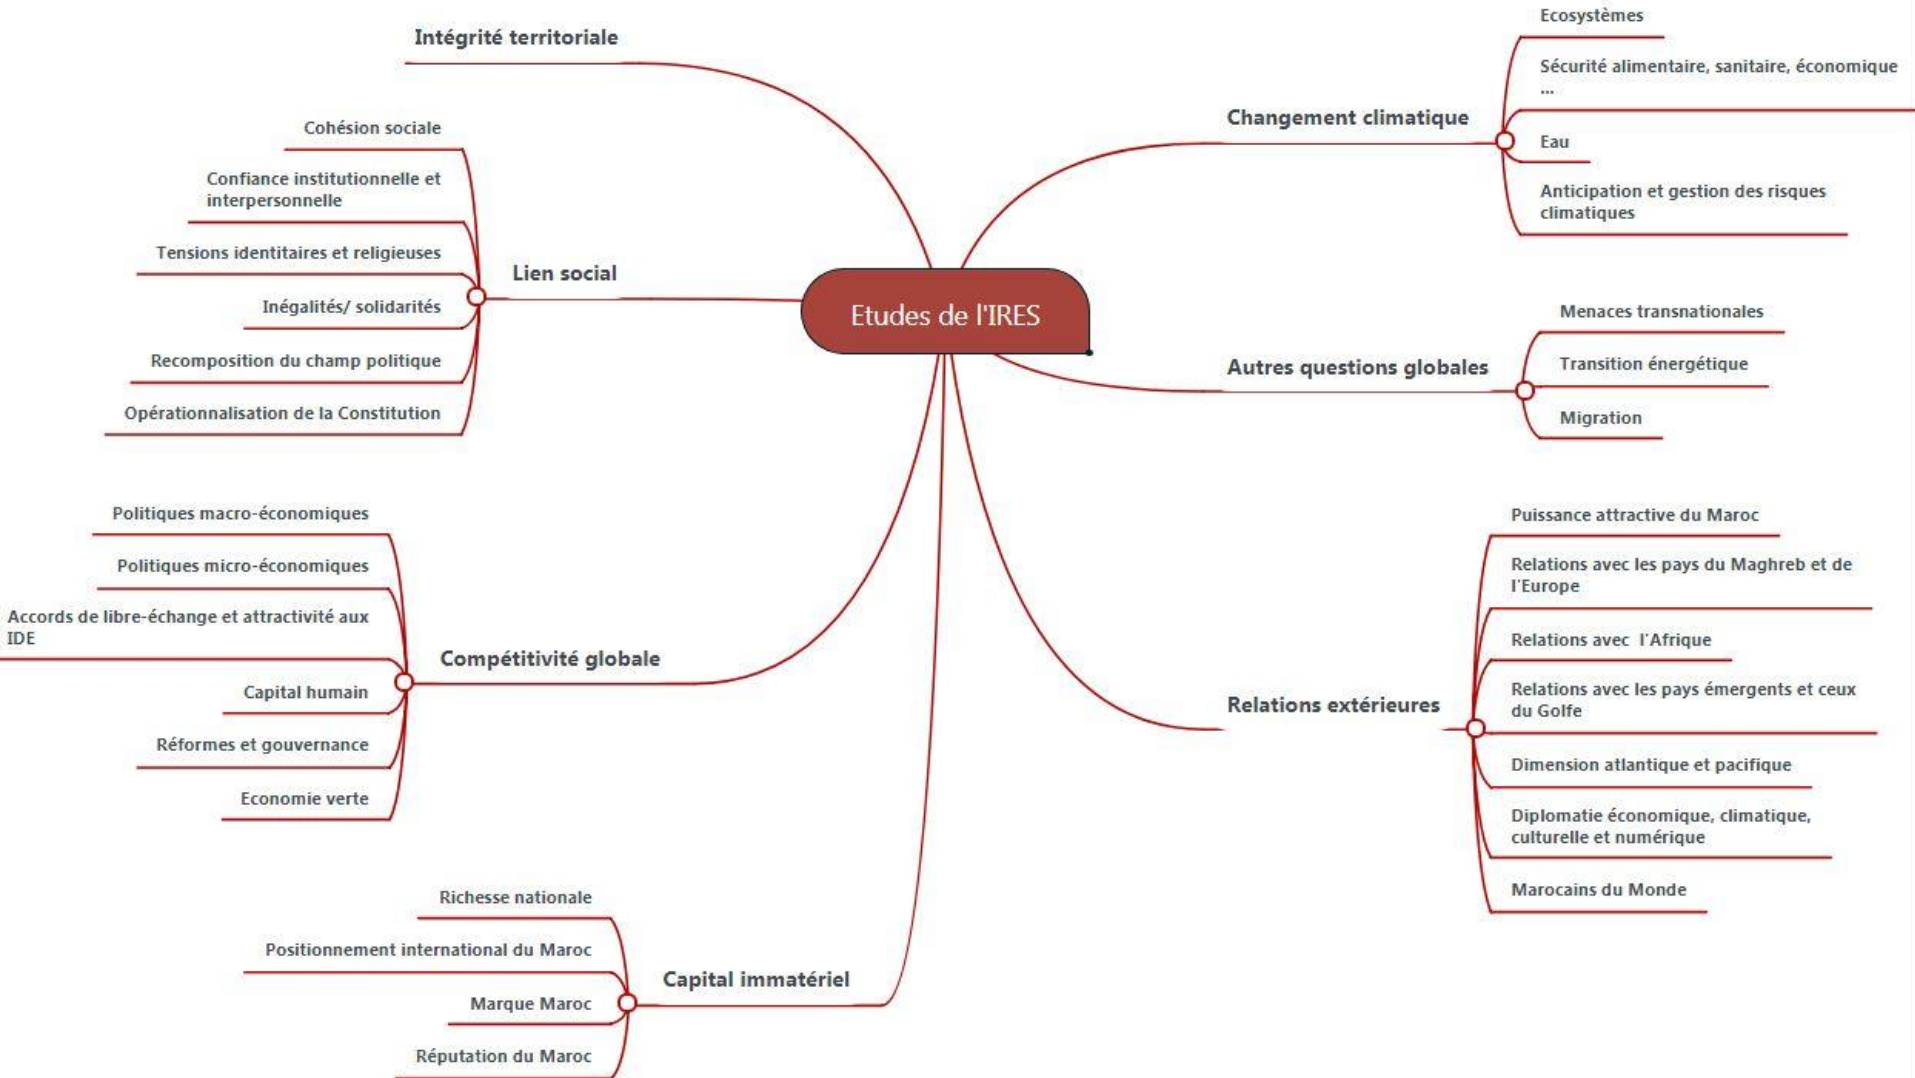 Etudes de l'IRES
Intégrité territoriale
Lien social
Cohésion sociale
Confiance institutionnelle et
interpersonnelle
Tensions identitaires et religieuses
Inégalités/ solidarités
Recomposition du champ politique
Opérationnalisation de la Constitution
Compétitivité globale
Politiques macro-économiques
Politiques micro-économiques
Accords de libre-échange et attractivité aux
IDE
Capital humain
Réformes et gouvernance
Economie verte
Capital immatériel
Richesse nationale
Positionnement international du Maroc
Marque Maroc
Réputation du Maroc
Changement climatique
Ecosystèmes
Sécurité alimentaire, sanitaire, économique
...
Eau
Anticipation et gestion des risques
climatiques
Autres questions globales
Menaces transnationales
Transition énergétique
Migration
Relations extérieures
Puissance attractive du Maroc
Relations avec les pays du Maghreb et de
l'Europe
Relations avec  l'Afrique
Relations avec les pays émergents et ceux
du Golfe
Dimension atlantique et pacifique
Diplomatie économique, climatique,
culturelle et numérique
Marocains du Monde